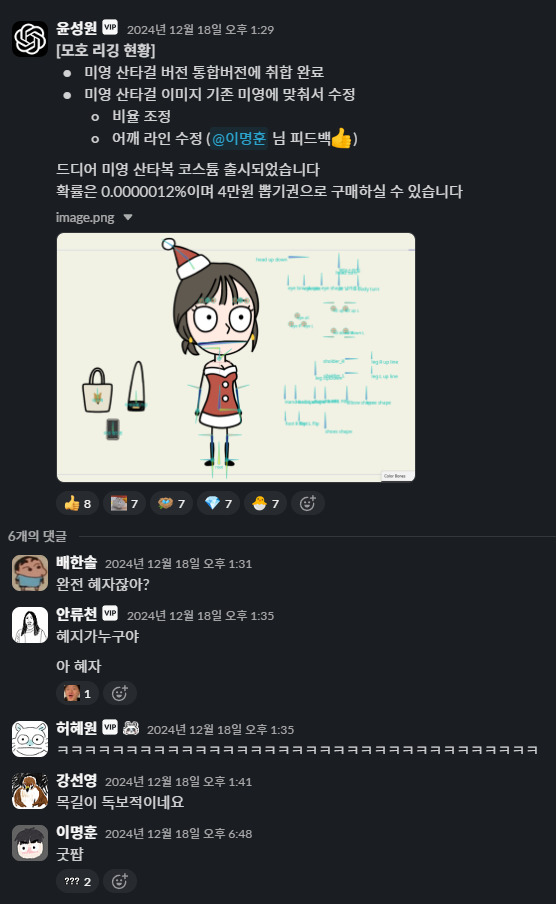 윤성원 VIP 2024년 12월 18일 오후 1:29
[모호 리깅 현황]
• 미영 산타걸 버전 통합버전에 취합 완료
• 미영 산타걸 이미지 기존 미영에 맞춰서 수정
o 비율 조정
o 어깨 라인 수정 (@이명훈 님 피드백👍)
드디어 미영 산타복 코스튬 출시되었습니다
확률은 0.0000012%이며 4만원 뽑기권으로 구매하실 수 있습니다
image.png
head up down
Color Bones
8 7 7 7 7
6개의 댓글
배한솔 2024년 12월 18일 오후 1:31
완전 혜자잖아?
안류천 VIP 2024년 12월 18일 오후 1:35
혜지가누구야
아 혜자
1
허혜원 VIP 2024년 12월 18일 오후 1:35
ㅋㅋㅋㅋㅋㅋㅋㅋㅋㅋㅋㅋㅋㅋㅋㅋㅋㅋㅋㅋㅋㅋㅋㅋㅋㅋㅋㅋㅋㅋㅋㅋㅋㅋㅋ
강선영 2024년 12월 18일 오후 1:41
목길이 독보적이네요
이명훈 2024년 12월 18일 오후 6:48
굿퍕
??? 2